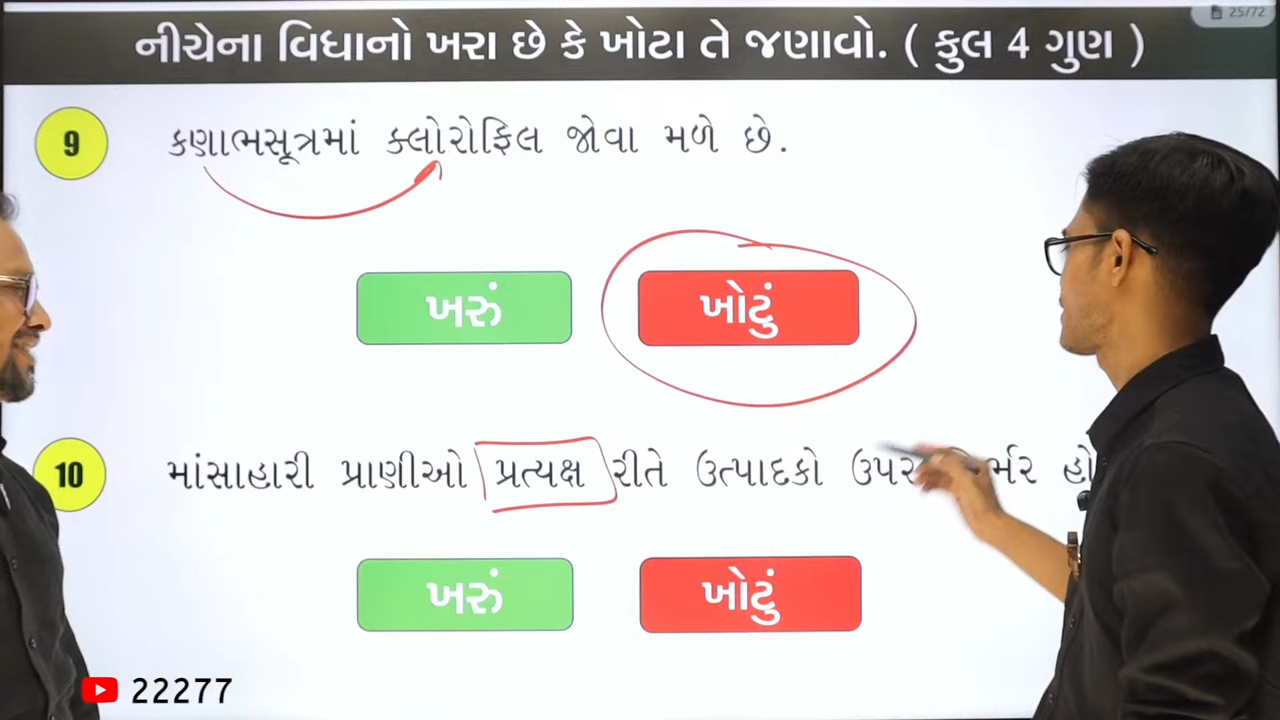 25/72
નીચેના વિધાનો ખરા છે કે ખોટા તે જણાવો. ( કુલ 4 ગુણ )
9 કણાભસૂત્રમાં ક્લોરોફિલ જોવા મળે છે.
ખરું ખોટું
10 માંસાહારી પ્રાણીઓ પ્રત્યક્ષ રીતે ઉત્પાદકો ઉપર
ખરું ખોટું
22277